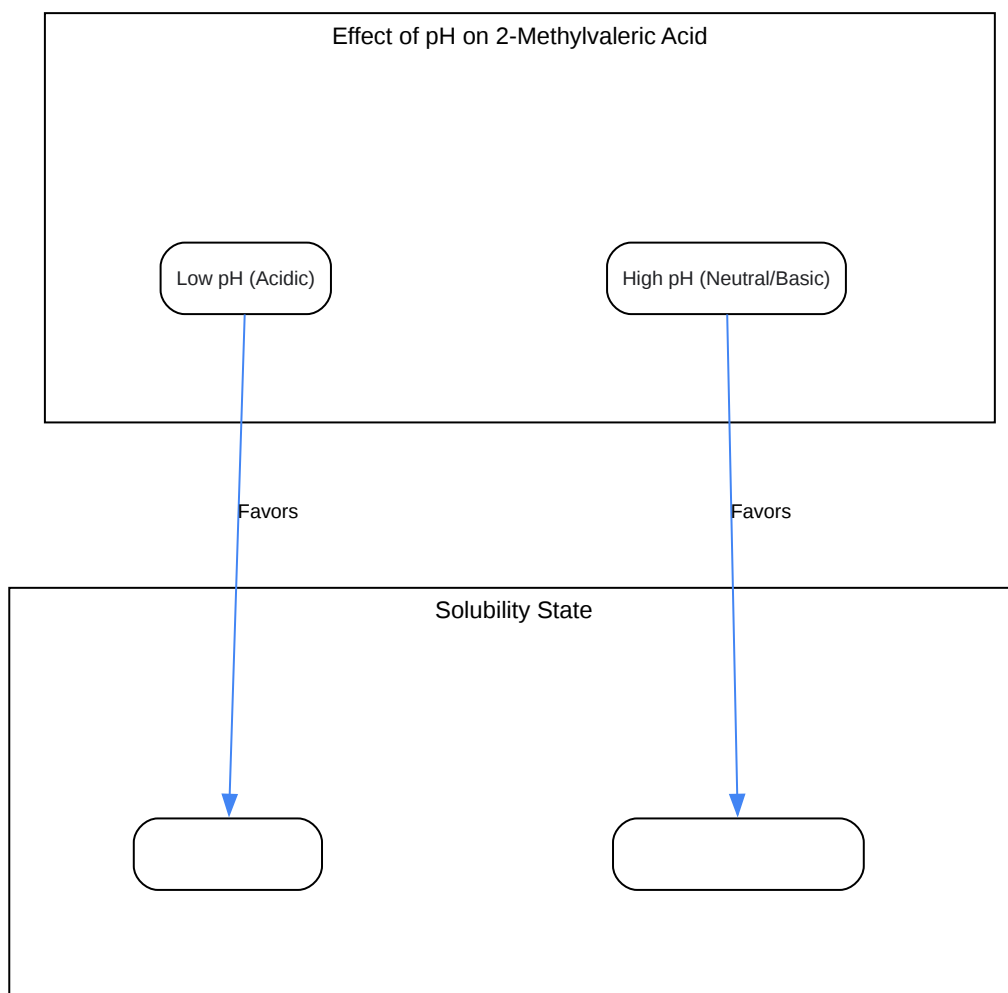 Effect of pH on 2-Methylvaleric Acid
Low pH (Acidic)
High pH (Neutral/Basic)
Favors
Favors
Solubility State